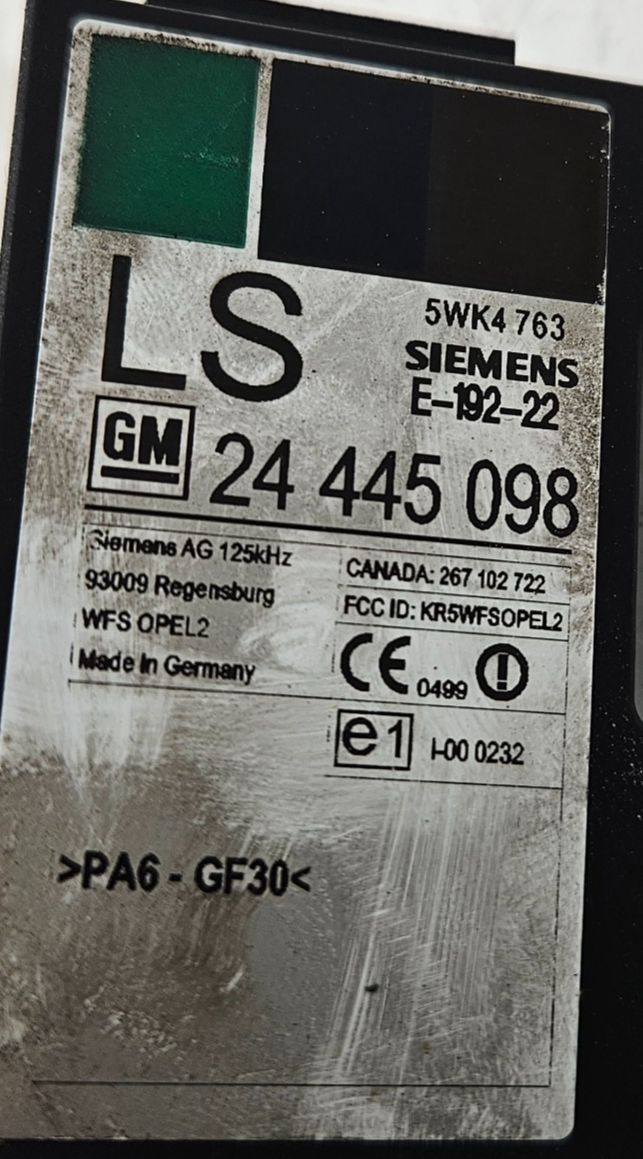 LS
5WK4 763
SIEMENS
E-192-22
GM 24 445 098
Siemens AG 125kHz
93009 Regensburg
WFS OPEL2
Made In Germany
CANADA: 267 102 722
FCC ID: KR5WFSOPEL2
CE 0499
e1 I-00 0232
>PA6 - GF30<